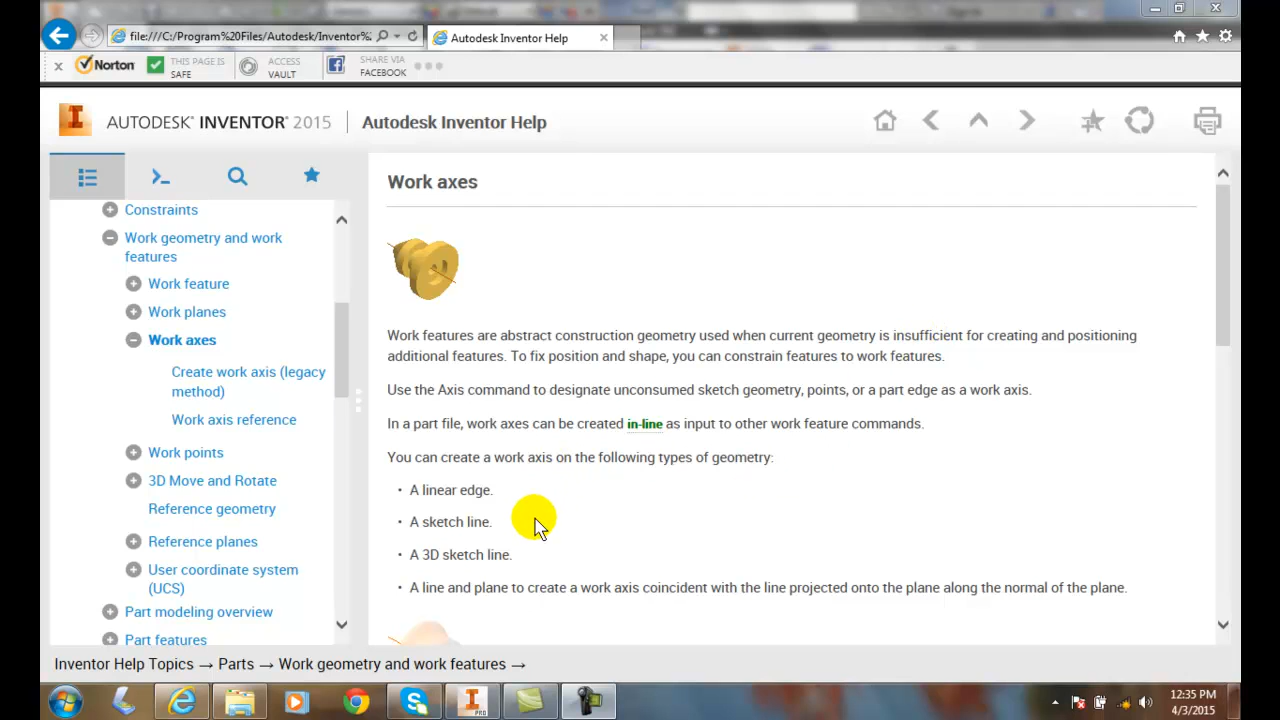 file:///C:/Program%20Files/Autodesk/Inventor%
Autodesk Inventor Help
Norton
THIS PAGE IS SAFE
ACCESS VAULT
SHARE VIA FACEBOOK
AUTODESK® INVENTOR® 2015
Autodesk Inventor Help
Constraints
Work geometry and work
features
Work feature
Work planes
Work axes
Create work axis (legacy
method)
Work axis reference
Work points
3D Move and Rotate
Reference geometry
Reference planes
User coordinate system
(UCS)
Part modeling overview
Part features
Work axes
Work features are abstract construction geometry used when current geometry is insufficient for creating and positioning
additional features. To fix position and shape, you can constrain features to work features.
Use the Axis command to designate unconsumed sketch geometry, points, or a part edge as a work axis.
In a part file, work axes can be created in-line as input to other work feature commands.
You can create a work axis on the following types of geometry:
• A linear edge.
• A sketch line.
• A 3D sketch line.
• A line and plane to create a work axis coincident with the line projected onto the plane along the normal of the plane.
Inventor Help Topics → Parts → Work geometry and work features →
PRO
12:35 PM
4/3/2015